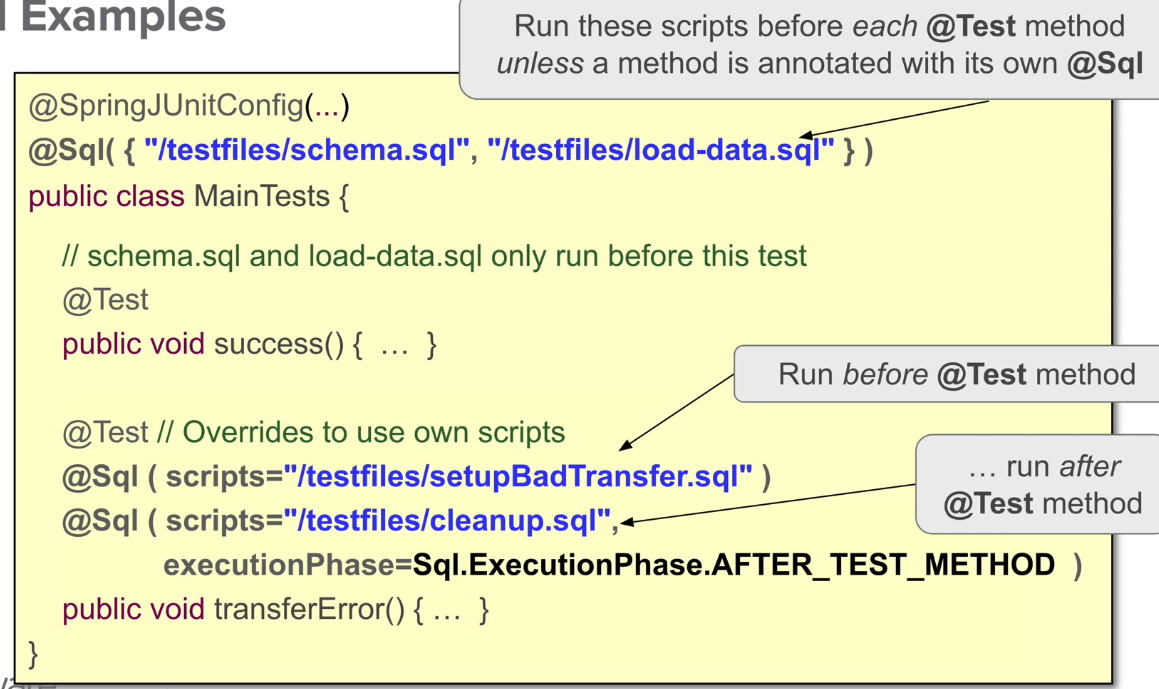 Examples
Run these scripts before each @Test method
unless a method is annotated with its own @Sql
@SpringJUnitConfig(...)
@Sql( { "/testfiles/schema.sql", "/testfiles/load-data.sql" } )
public class MainTests {
// schema.sql and load-data.sql only run before this test
@Test
public void success() { … }
Run before @Test method
@Test // Overrides to use own scripts
@Sql ( scripts="/testfiles/setupBadTransfer.sql" )
… run after
@Test method
@Sql ( scripts="/testfiles/cleanup.sql",
executionPhase=Sql.ExecutionPhase.AFTER_TEST_METHOD )
public void transferError() { … }
}